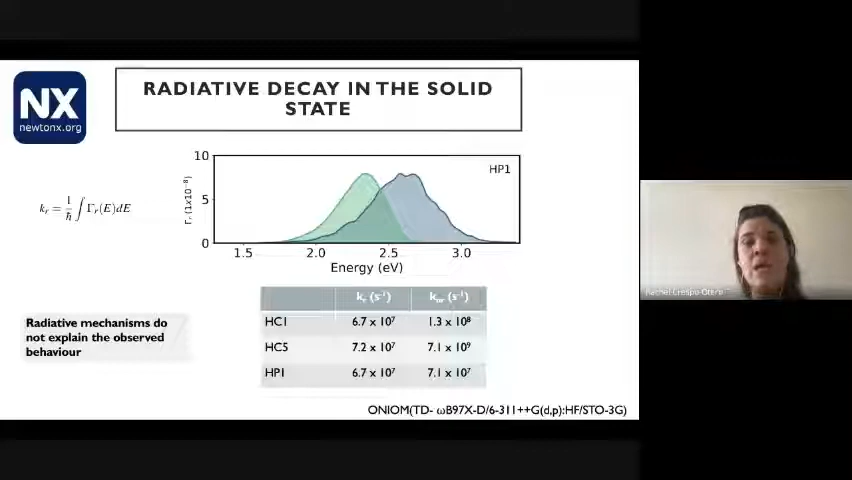 NX
newtonx.org
RADIATIVE DECAY IN THE SOLID
STATE
10
5
0
Γr (1x10⁻⁸)
HP1
1.5 2.0 2.5 3.0
Energy (eV)
kr = 1/ħ ∫ Γr(E)dE
Radiative mechanisms do
not explain the observed
behaviour
kr (s⁻¹) knr (s⁻¹)
HC1 6.7 x 10⁷ 1.3 x 10⁸
HC5 7.2 x 10⁷ 7.1 x 10⁹
HP1 6.7 x 10⁷ 7.1 x 10⁷
ONIOM(TD- ωB97X-D/6-311++G(d,p):HF/STO-3G)
Rachel Crespo-Otero